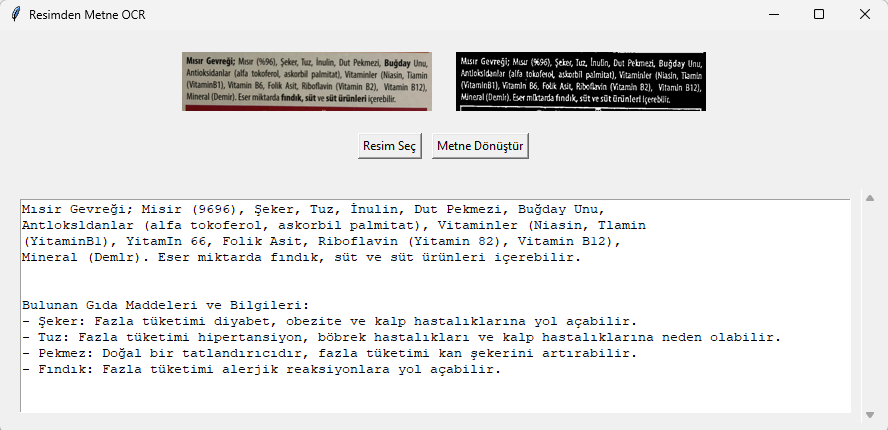 Resimden Metne OCR
Mısır Gevreği; Mısır (%96), Şeker, Tuz, İnulin, Dut Pekmezi, Buğday Unu,
Antioksidanlar (alfa tokoferol, askorbil palmitat), Vitaminler (Niasin, Tiamin
(VitaminB1), Vitamin B6, Folik Asit, Riboflavin (Vitamin B2), Vitamin B12),
Mineral (Demir). Eser miktarda fındık, süt ve süt ürünleri içerebilir.
Mısır Gevreği; Mısır (%96), Şeker, Tuz, İnulin, Dut Pekmezi, Buğday Unu,
Antioksidanlar (alfa tokoferol, askorbil palmitat), Vitaminler (Niasin, Tiamin
(VitaminB1), Vitamin B6, Folik Asit, Riboflavin (Vitamin B2), Vitamin B12),
Mineral (Demir). Eser miktarda fındık, süt ve süt ürünleri içerebilir.
Resim Seç
Metne Dönüştür
Mısır Gevreği; Misir (9696), Şeker, Tuz, İnulin, Dut Pekmezi, Buğday Unu,
Antloksldanlar (alfa tokoferol, askorbil palmitat), Vitaminler (Niasin, Tlamin
(YitaminBl), YitamIn 66, Folik Asit, Riboflavin (Yitamin 82), Vitamin B12),
Mineral (Demlr). Eser miktarda fındık, süt ve süt ürünleri içerebilir.
Bulunan Gıda Maddeleri ve Bilgileri:
- Şeker: Fazla tüketimi diyabet, obezite ve kalp hastalıklarına yol açabilir.
- Tuz: Fazla tüketimi hipertansiyon, böbrek hastalıkları ve kalp hastalıklarına neden olabilir.
- Pekmez: Doğal bir tatlandırıcıdır, fazla tüketimi kan şekerini artırabilir.
- Fındık: Fazla tüketimi alerjik reaksiyonlara yol açabilir.